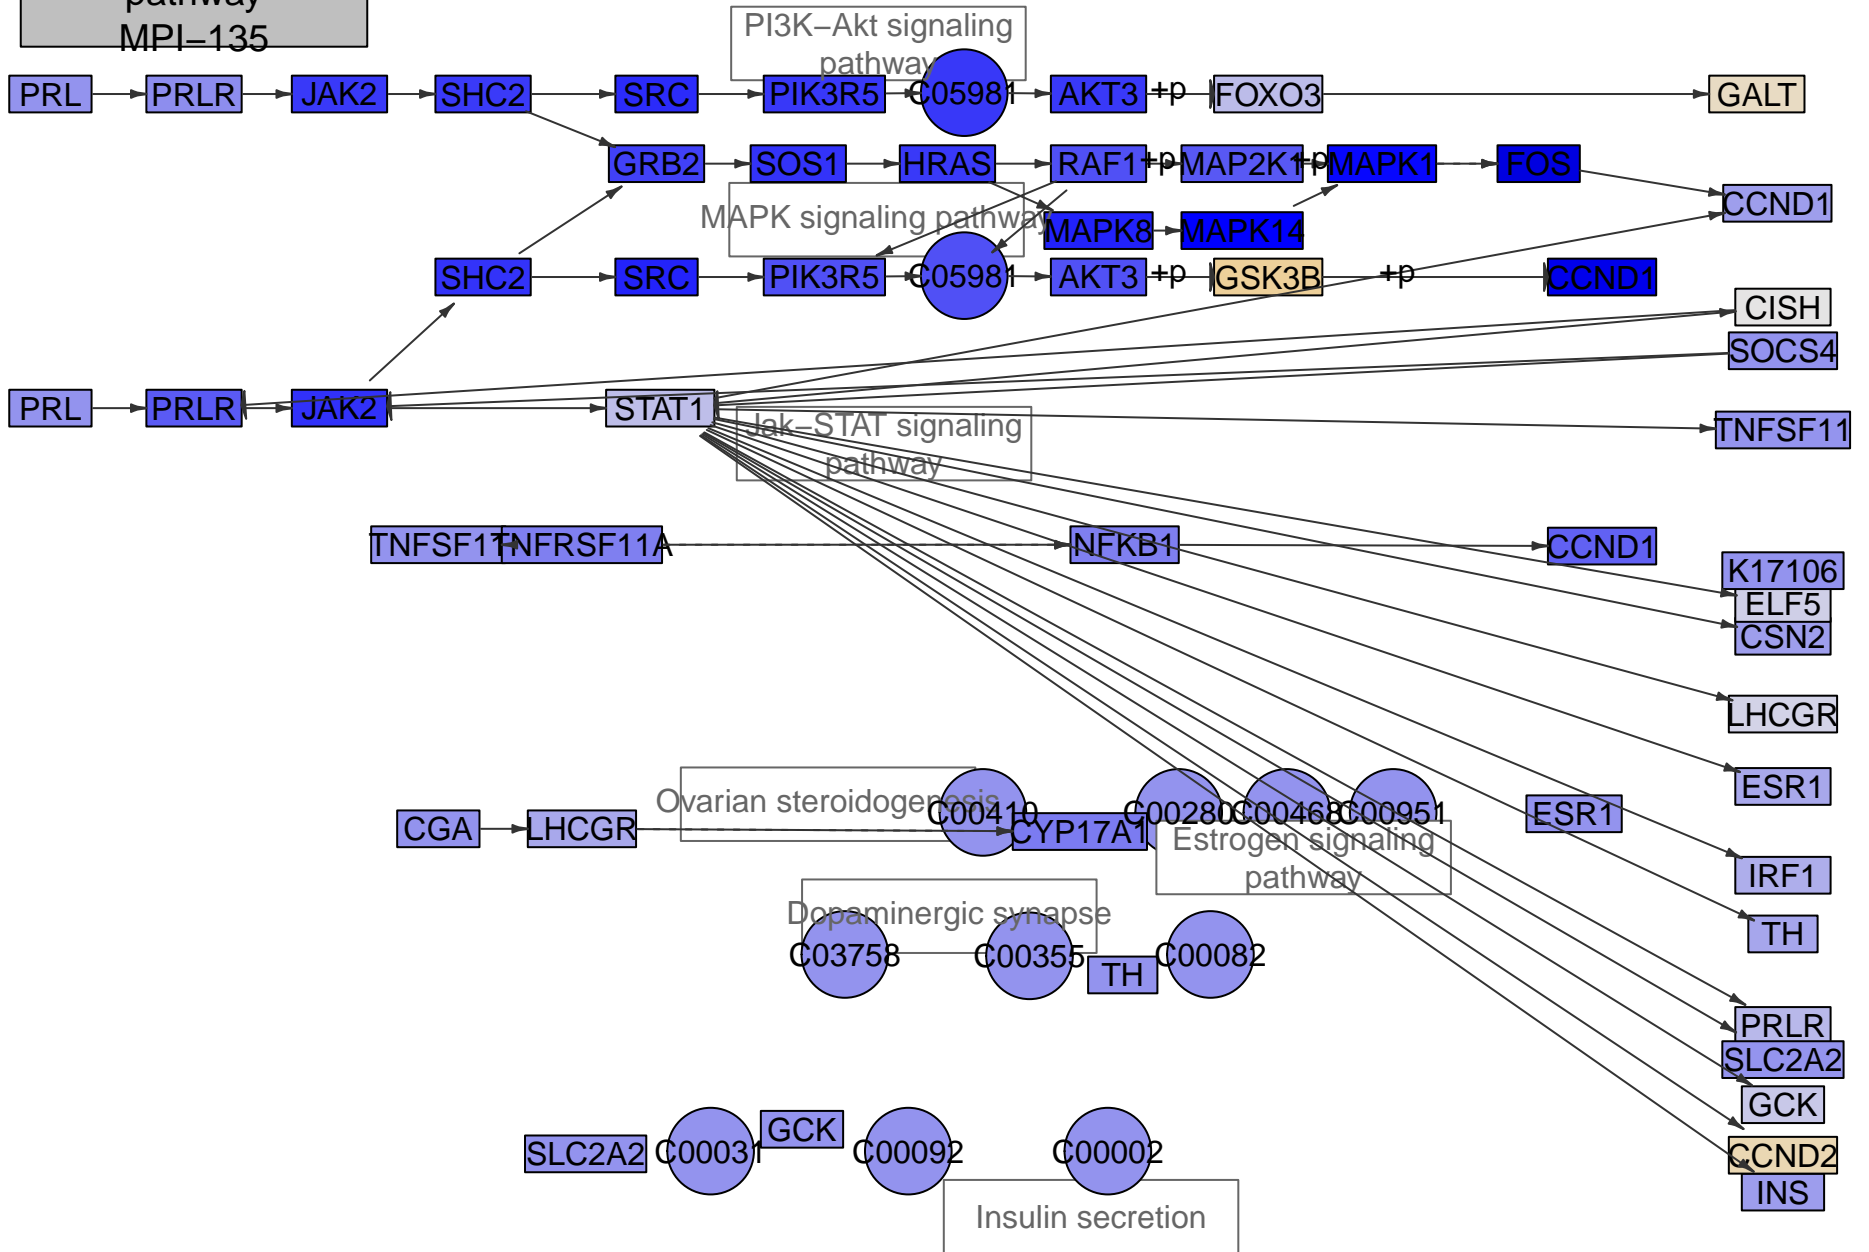 pathway
MPI−135
PI3K−Akt signaling
pathway
PRL
PRLR
JAK2
SHC2
SRC
PIK3R5
C05981
AKT3
+p
FOXO3
GALT
GRB2
SOS1
HRAS
RAF1
+p
MAP2K1
+p
MAPK1
FOS
CCND1
MAPK signaling pathway
MAPK8
MAPK14
SHC2
SRC
PIK3R5
C05981
AKT3
+p
GSK3B
+p
CCND1
CISH
SOCS4
PRL
PRLR
JAK2
STAT1
Jak−STAT signaling
pathway
TNFSF11
TNFSF11
TNFRSF11A
NFKB1
CCND1
K17106
ELF5
CSN2
LHCGR
ESR1
Ovarian steroidogenesis
C00410
C00280
C00468
C00951
ESR1
CGA
LHCGR
CYP17A1
Estrogen signaling
pathway
IRF1
Dopaminergic synapse
TH
C03758
C00355
TH
C00082
PRLR
SLC2A2
GCK
SLC2A2
C00031
GCK
C00092
C00002
CCND2
INS
Insulin secretion